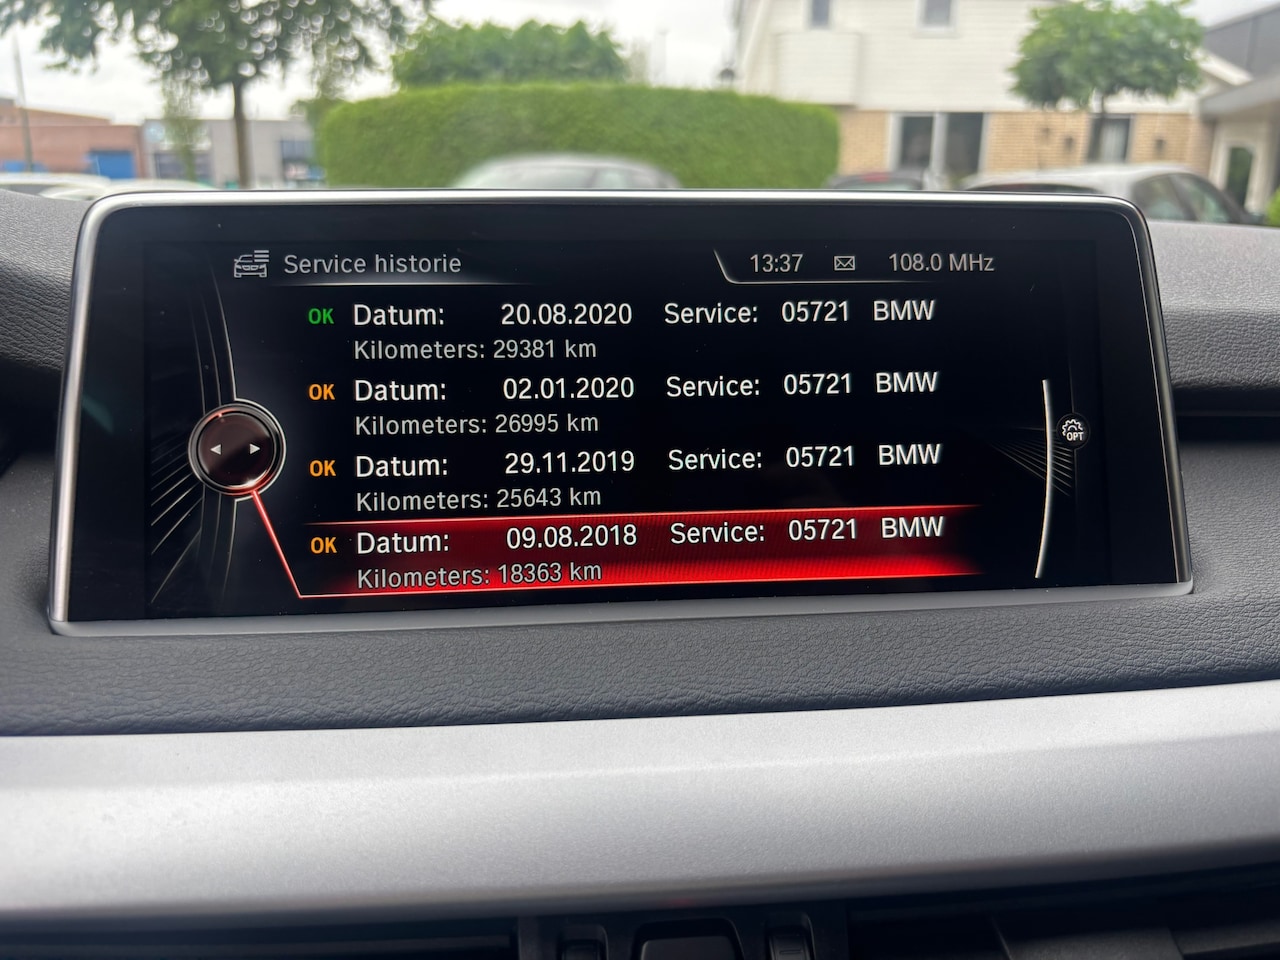 Service historie 13:37 108.0 MHz
OK Datum: 20.08.2020 Service: 05721 BMW
Kilometers: 29381 km
OK Datum: 02.01.2020 Service: 05721 BMW
Kilometers: 26995 km
OK Datum: 29.11.2019 Service: 05721 BMW
Kilometers: 25643 km
OPT
OK Datum: 09.08.2018 Service: 05721 BMW
Kilometers: 18363 km